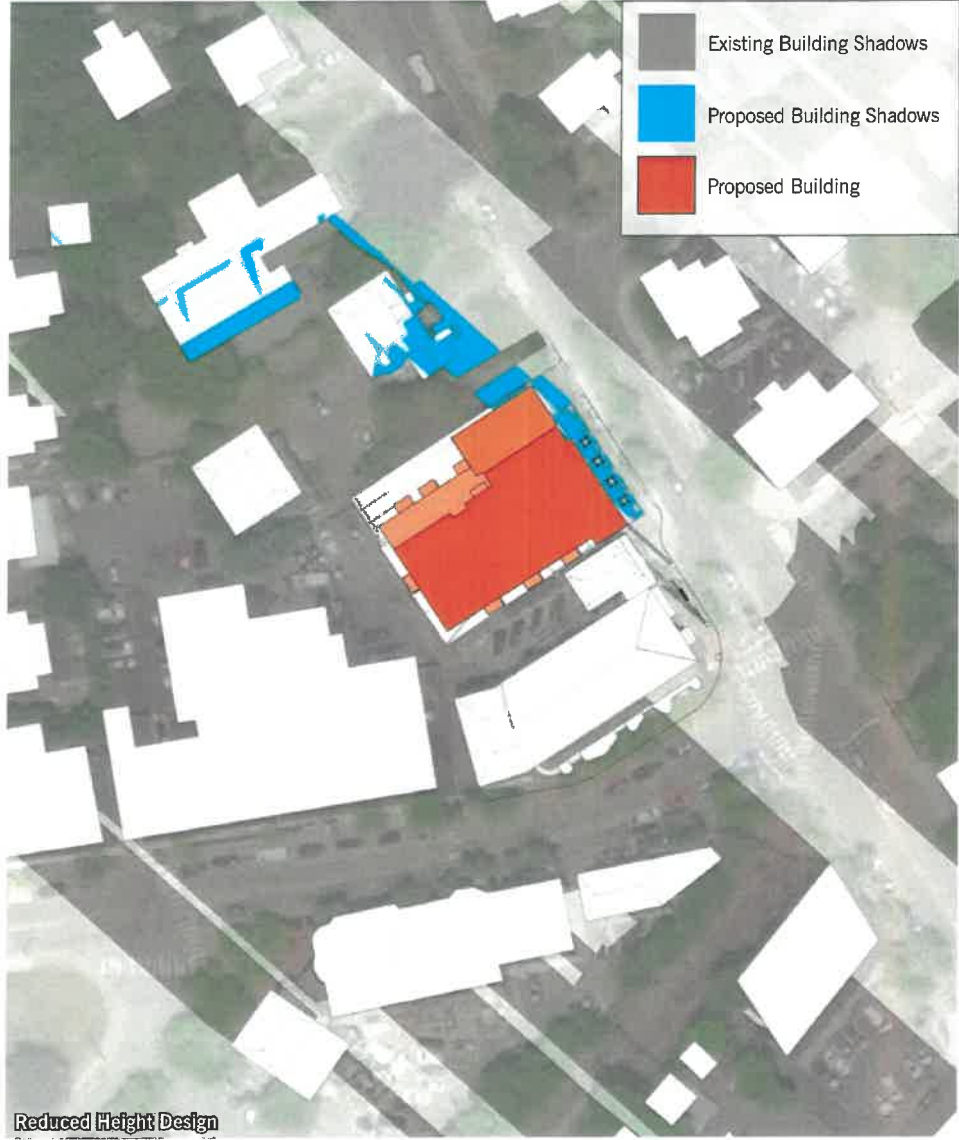 Existing Building Shadows
Proposed Building Shadows
Proposed Building
Reduced Height Design